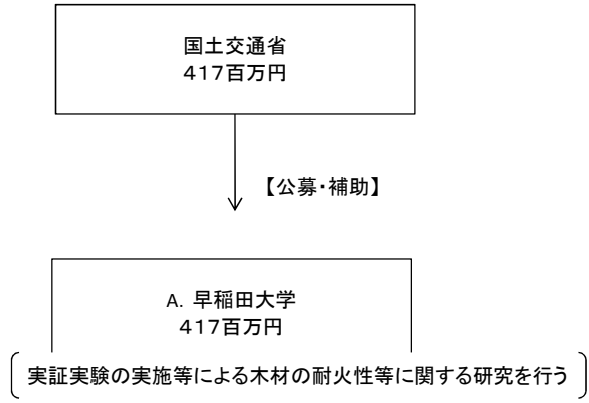 国土交通省
417百万円
【公募・補助】
A. 早稲田大学
417百万円
実証実験の実施等による木材の耐火性等に関する研究を行う